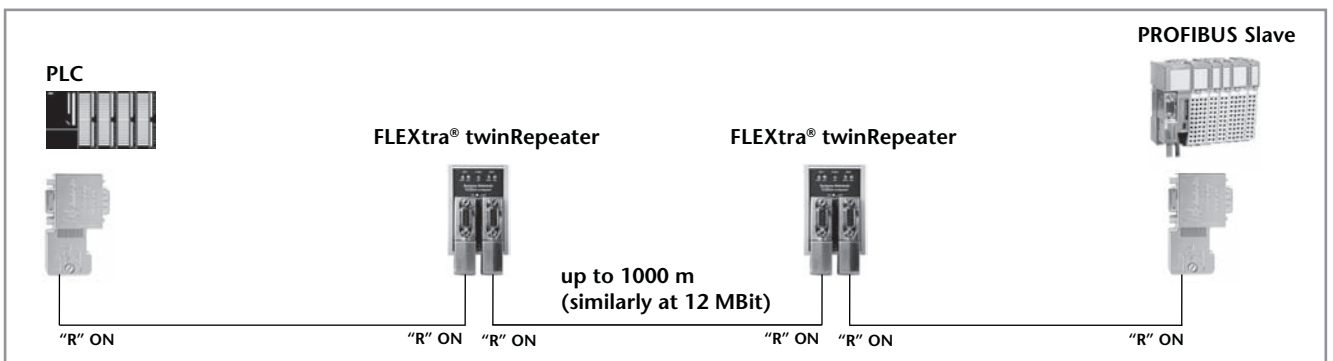 PROFIBUS Slave
PLC
FLEXtra® twinRepeater
FLEXtra® twinRepeater
up to 1000 m
(similarly at 12 MBit)
“R” ON
“R” ON
“R” ON
“R” ON
“R” ON
“R” ON